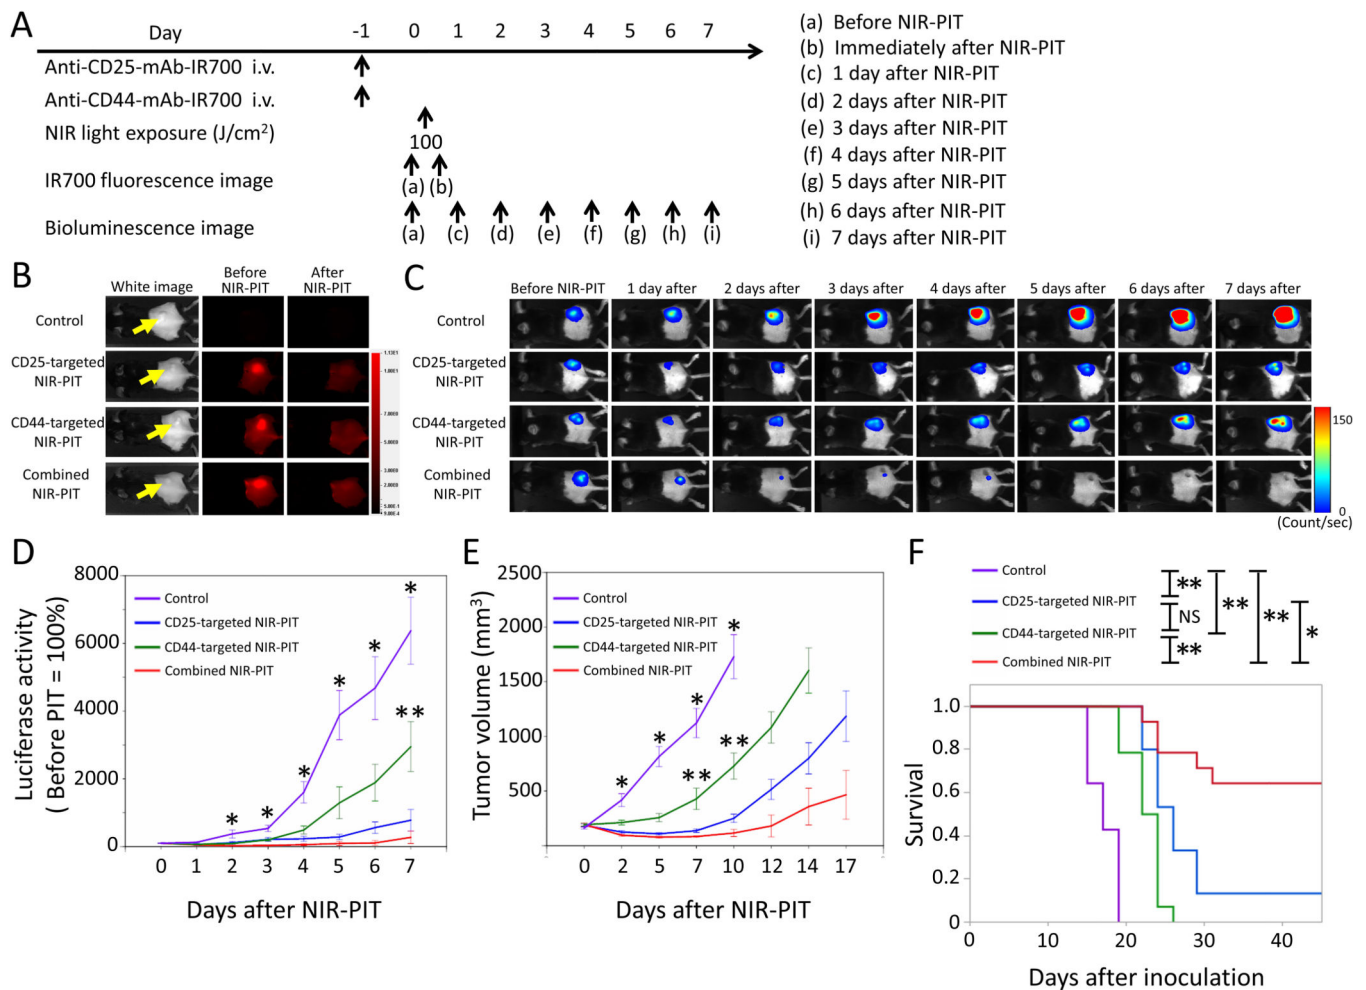 A
Day -1 0 1 2 3 4 5 6 7
Anti-CD25-mAb-IR700 i.v.
Anti-CD44-mAb-IR700 i.v.
NIR light exposure (J/cm²)
100
IR700 fluorescence image
(a) (b)
Bioluminescence image
(a) (c) (d) (e) (f) (g) (h) (i)
(a) Before NIR-PIT
(b) Immediately after NIR-PIT
(c) 1 day after NIR-PIT
(d) 2 days after NIR-PIT
(e) 3 days after NIR-PIT
(f) 4 days after NIR-PIT
(g) 5 days after NIR-PIT
(h) 6 days after NIR-PIT
(i) 7 days after NIR-PIT
B
White image
Before
NIR-PIT
After
NIR-PIT
Control
CD25-targeted
NIR-PIT
CD44-targeted
NIR-PIT
Combined
NIR-PIT
C
Before NIR-PIT 1 day after 2 days after 3 days after 4 days after 5 days after 6 days after 7 days after
Control
CD25-targeted
NIR-PIT
CD44-targeted
NIR-PIT
Combined
NIR-PIT
150
0
(Count/sec)
D
Luciferase activity
( Before PIT = 100%)
8000
6000
4000
2000
0
Control
CD25-targeted NIR-PIT
CD44-targeted NIR-PIT
Combined NIR-PIT
* * * * * *
**
0 1 2 3 4 5 6 7
Days after NIR-PIT
E
Tumor volume (mm³)
2500
2000
1500
1000
500
0
Control
CD25-targeted NIR-PIT
CD44-targeted NIR-PIT
Combined NIR-PIT
* * * *
** **
0 2 5 7 10 12 14 17
Days after NIR-PIT
F
Control
CD25-targeted NIR-PIT
CD44-targeted NIR-PIT
Combined NIR-PIT
**
NS
**
**
**
*
Survival
1.0
0.8
0.6
0.4
0.2
0
0 10 20 30 40
Days after inoculation